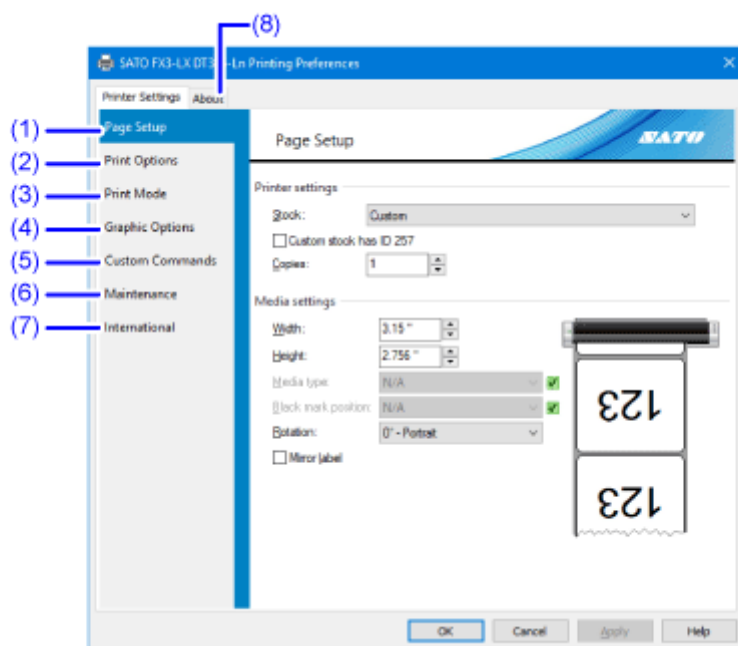 (8)
SATO FX3-LX DT3 -Ln Printing Preferences
Printer Settings About
(1) Page Setup
(2) Print Options
(3) Print Mode
(4) Graphic Options
(5) Custom Commands
(6) Maintenance
(7) International
Page Setup
SATO
Printer settings
Stock: Custom
Custom stock has ID 257
Copies: 1
Media settings
Width: 3.15 "
Height: 2.756 "
Media type: N/A
Black mark position: N/A
Rotation: 0° - Portrait
Mirror label
123
123
OK Cancel Apply Help